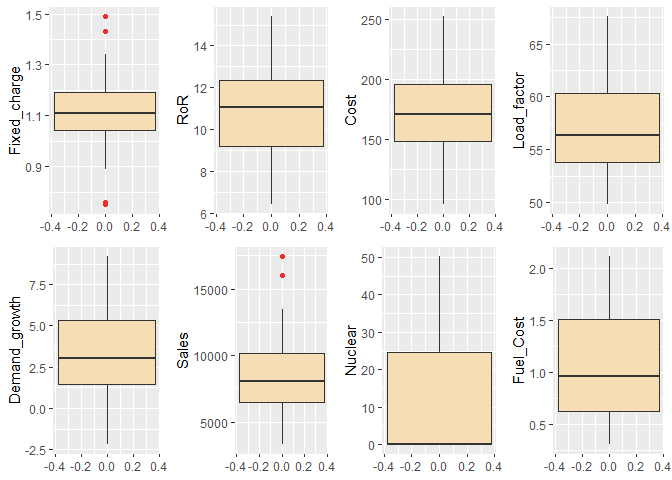 Fixed_charge
1.5
1.3
1.1
0.9
-0.4 -0.2 0.0 0.2 0.4
RoR
14
12
10
8
6
-0.4 -0.2 0.0 0.2 0.4
Cost
250
200
150
100
-0.4 -0.2 0.0 0.2 0.4
Load_factor
65
60
55
50
-0.4 -0.2 0.0 0.2 0.4
Demand_growth
7.5
5.0
2.5
0.0
-2.5
-0.4 -0.2 0.0 0.2 0.4
Sales
15000
10000
5000
-0.4 -0.2 0.0 0.2 0.4
Nuclear
50
40
30
20
10
0
-0.4 -0.2 0.0 0.2 0.4
Fuel_Cost
2.0
1.5
1.0
0.5
-0.4 -0.2 0.0 0.2 0.4